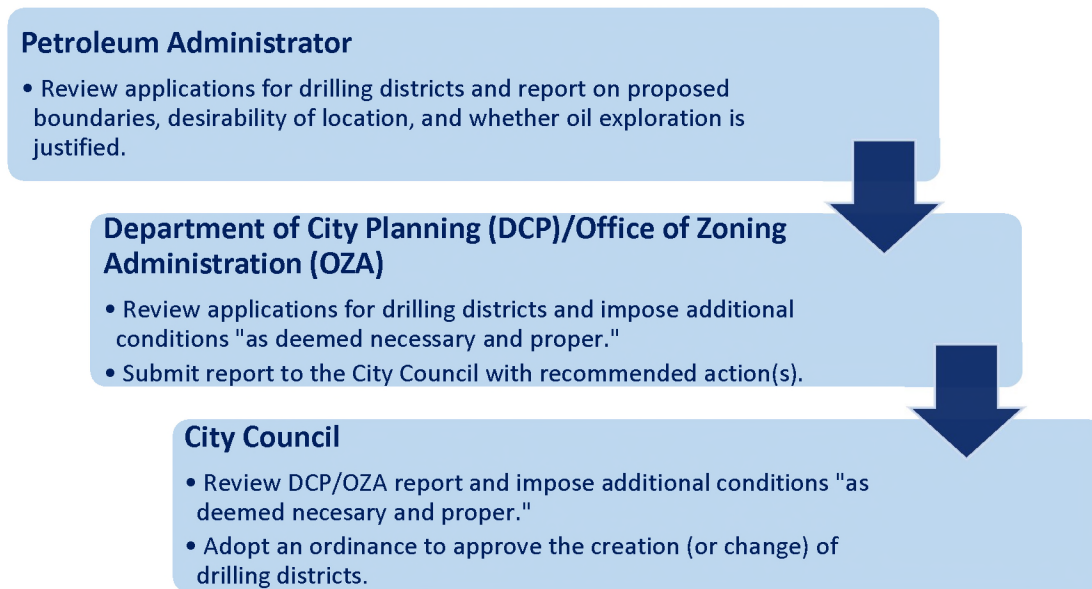 Petroleum Administrator
• Review applications for drilling districts and report on proposed
boundaries, desirability of location, and whether oil exploration is
justified.
Department of City Planning (DCP)/Office of Zoning
Administration (OZA)
• Review applications for drilling districts and impose additional
conditions "as deemed necessary and proper."
• Submit report to the City Council with recommended action(s).
City Council
• Review DCP/OZA report and impose additional conditions "as
deemed necesary and proper."
• Adopt an ordinance to approve the creation (or change) of
drilling districts.